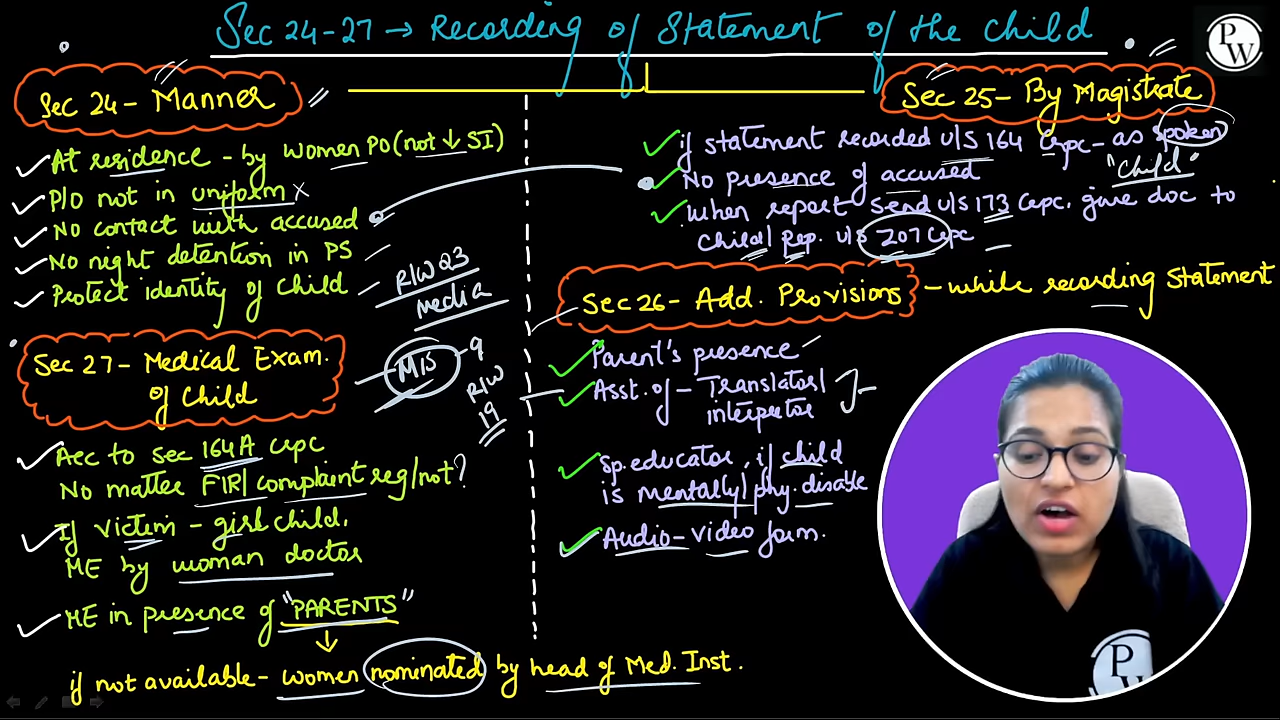 Sec 24-27 → Recording of Statement of the Child
PW
Sec 24 - Manner
✓ At residence - by women PO (not ↓ SI)
✓ P/O not in uniform x
✓ No contact with accused
✓ No night detention in PS
✓ Protect identity of Child
R/W 23
media
Sec 27 - Medical Exam.
of Child
MIS - 9
R/W
19
✓ Acc to sec 164A Crpc
No matter FIR/ complaint reg/not?
✓ If victim - girl child,
ME by woman doctor
✓ ME in presence of "PARENTS"
↓
if not available - women nominated by head of Med. Inst.
Sec 25 - By Magistrate
✓ if statement recorded u/s 164 Crpc - as spoken
"Child"
✓ No presence of accused
✓ When report send u/s 173 Crpc. give doc to
Child/ Rep. u/s 207 Crpc
Sec 26 - Add. Provisions - while recording Statement
✓ Parent's presence
✓ Asst. of - Translator/
interpretor
✓ Sp. educator, if child
is mentally/ phy. disable
✓ Audio - video form.
PW